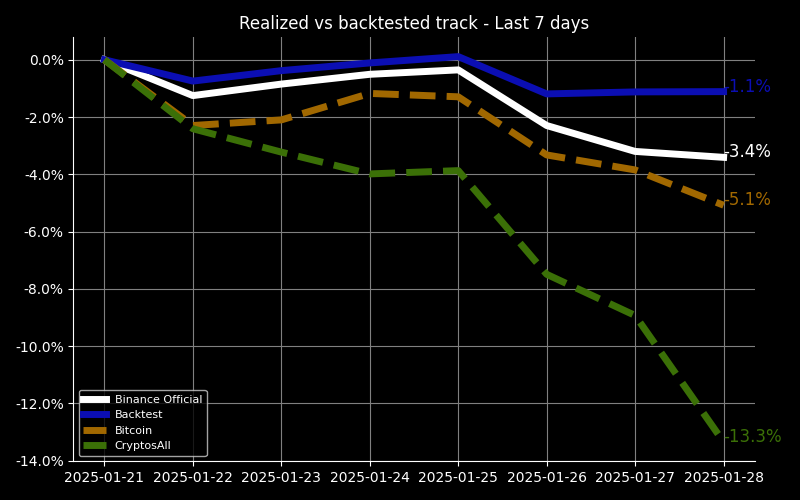 Realized vs backtested track - Last 7 days
0.0%
-2.0%
-4.0%
-6.0%
-8.0%
-10.0%
-12.0%
-14.0%
-1.1%
-3.4%
-5.1%
-13.3%
Binance Official
Backtest
Bitcoin
CryptosAll
2025-01-21 2025-01-22 2025-01-23 2025-01-24 2025-01-25 2025-01-26 2025-01-27 2025-01-28